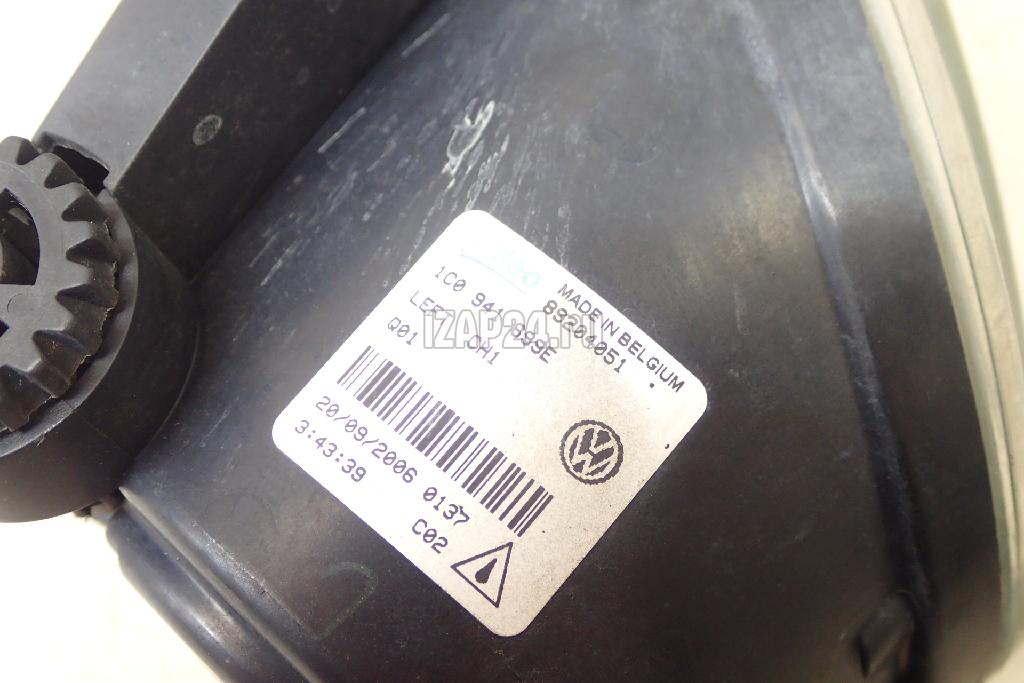 MADE IN BELGIUM
89204051
1C0 941
LEFT
Q01
20/09/2006 0137
3:43:39
C02
IZAP24.ru